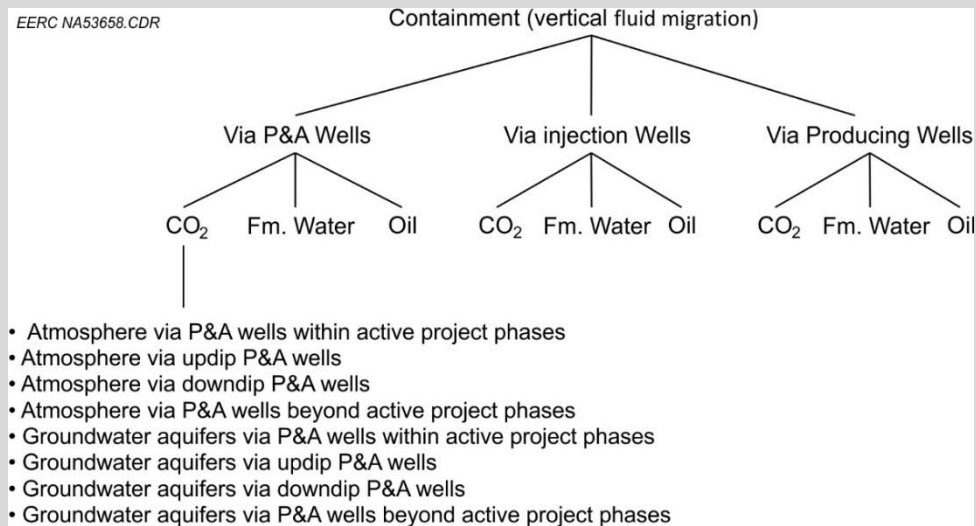 EERC NA53658.CDR
Containment (vertical fluid migration)
Via P&A Wells Via injection Wells Via Producing Wells
CO₂ Fm. Water Oil CO₂ Fm. Water Oil CO₂ Fm. Water Oil
• Atmosphere via P&A wells within active project phases
• Atmosphere via updip P&A wells
• Atmosphere via downdip P&A wells
• Atmosphere via P&A wells beyond active project phases
• Groundwater aquifers via P&A wells within active project phases
• Groundwater aquifers via updip P&A wells
• Groundwater aquifers via downdip P&A wells
• Groundwater aquifers via P&A wells beyond active project phases